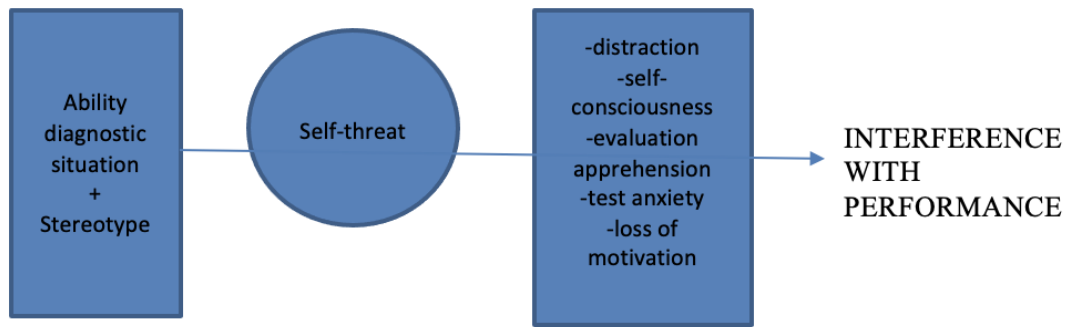 Ability
diagnostic
situation
+
Stereotype
Self-threat
-distraction
-self-
consciousness
-evaluation
apprehension
-test anxiety
-loss of
motivation
INTERFERENCE
WITH
PERFORMANCE